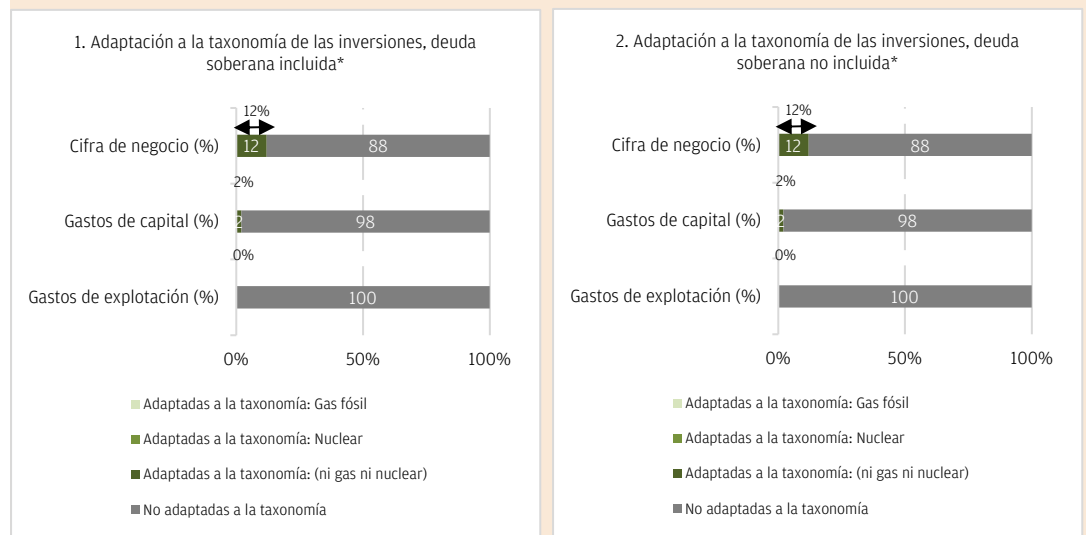 1. Adaptación a la taxonomía de las inversiones, deuda
soberana incluida*
12%
Cifra de negocio (%) 12 88
2%
Gastos de capital (%) 2 98
0%
Gastos de explotación (%) 100
0% 50% 100%
Adaptadas a la taxonomía: Gas fósil
Adaptadas a la taxonomía: Nuclear
Adaptadas a la taxonomía: (ni gas ni nuclear)
No adaptadas a la taxonomía
2. Adaptación a la taxonomía de las inversiones, deuda
soberana no incluida*
12%
Cifra de negocio (%) 12 88
2%
Gastos de capital (%) 2 98
0%
Gastos de explotación (%) 100
0% 50% 100%
Adaptadas a la taxonomía: Gas fósil
Adaptadas a la taxonomía: Nuclear
Adaptadas a la taxonomía: (ni gas ni nuclear)
No adaptadas a la taxonomía